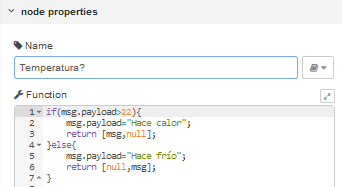 node properties
Name
Temperatura?
Function
1 if(msg.payload>22){
2 msg.payload="Hace calor";
3 return [msg,null];
4 }else{
5 msg.payload="Hace frío";
6 return [null,msg];
7 }